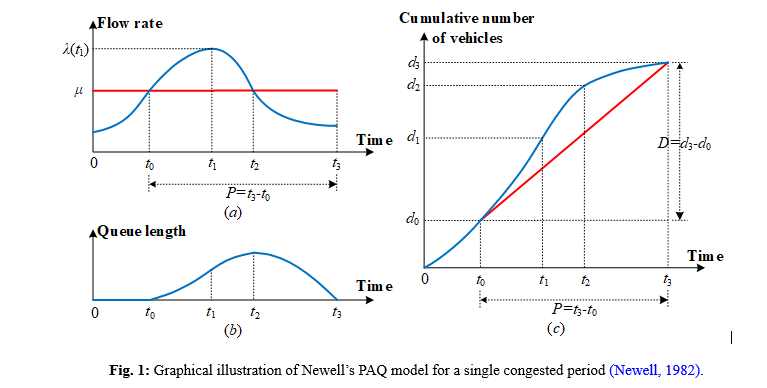 Flow rate
λ(t₁)
μ
Time
0 t₀ t₁ t₂ t₃
P=t₃-t₀
(a)
Queue length
Time
0 t₀ t₁ t₂ t₃
(b)
Cumulative number
of vehicles
d₃
d₂
d₁
D=d₃-d₀
d₀
Time
0 t₀ t₁ t₂ t₃
P=t₃-t₀
(c)
Fig. 1: Graphical illustration of Newell’s PAQ model for a single congested period (Newell, 1982).